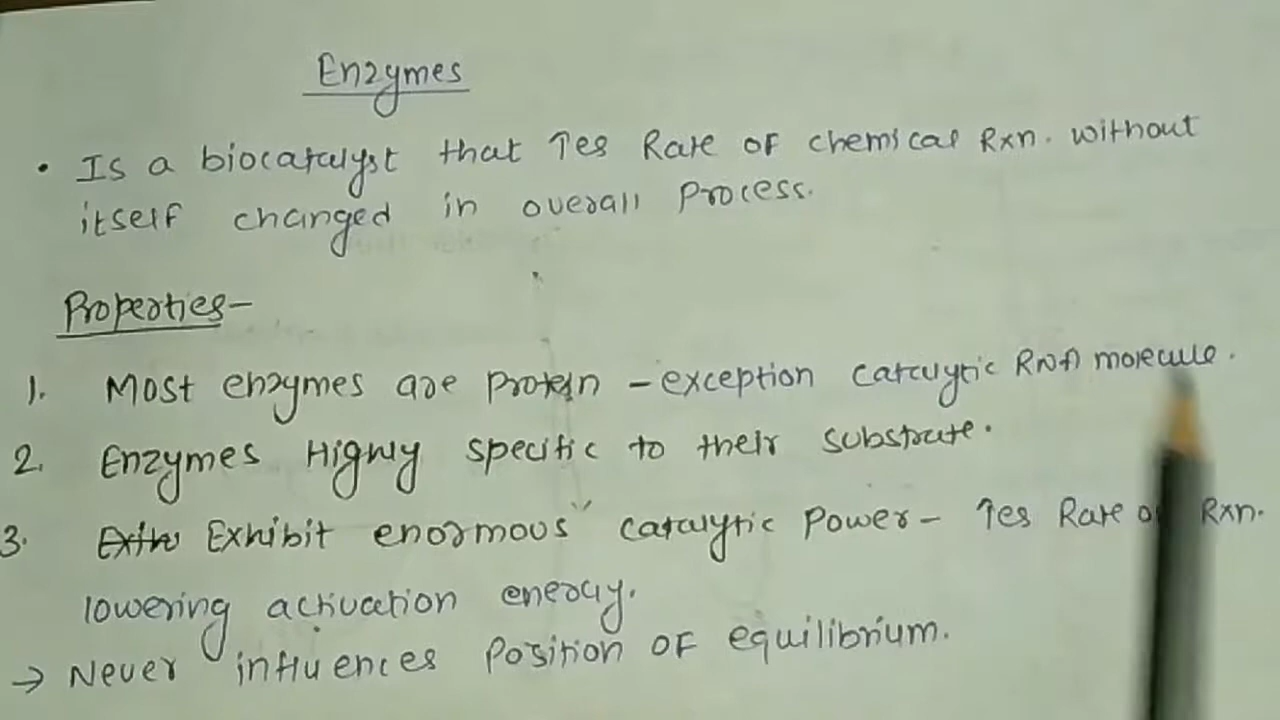 Enzymes
• Is a biocatalyst that ↑es Rate of chemical Rxn. without
itself changed in overall Process.
Properties-
1. Most enzymes are protein - exception catalytic RNA molecule.
2. Enzymes Highly specific to their substrate.
3. Exhibit enormous catalytic Power - ↑es Rate of Rxn.
lowering activation energy.
→ Never influences Position of equilibrium.